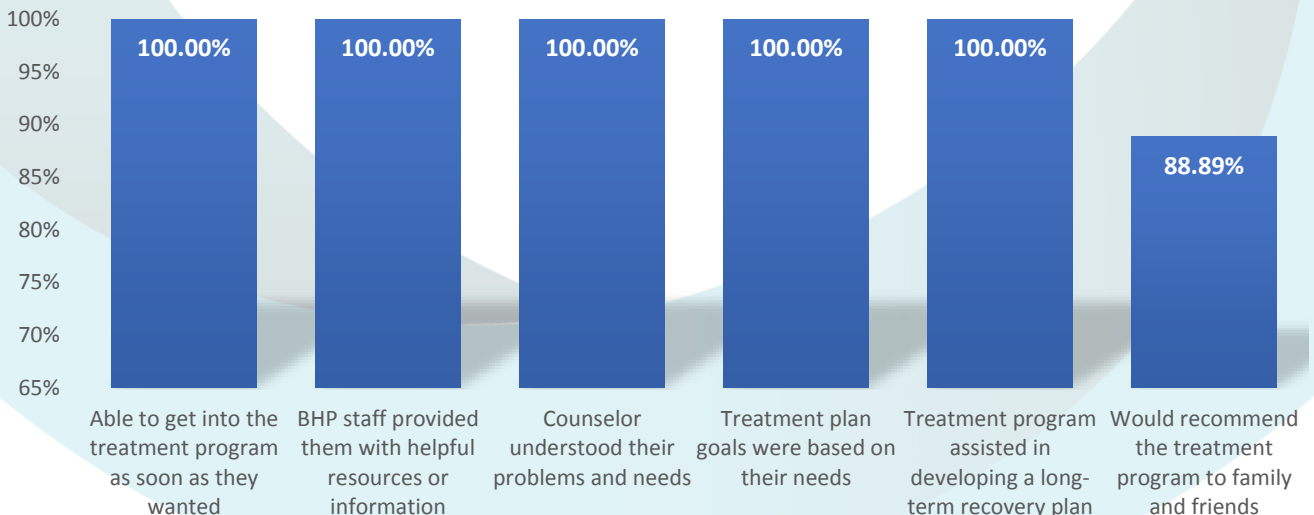 100%
95%
90%
85%
80%
75%
70%
65%
100.00%
100.00%
100.00%
100.00%
100.00%
88.89%
Able to get into the
treatment program
as soon as they
wanted
BHP staff provided
them with helpful
resources or
information
Counselor
understood their
problems and needs
Treatment plan
goals were based on
their needs
Treatment program
assisted in
developing a long-
term recovery plan
Would recommend
the treatment
program to family
and friends